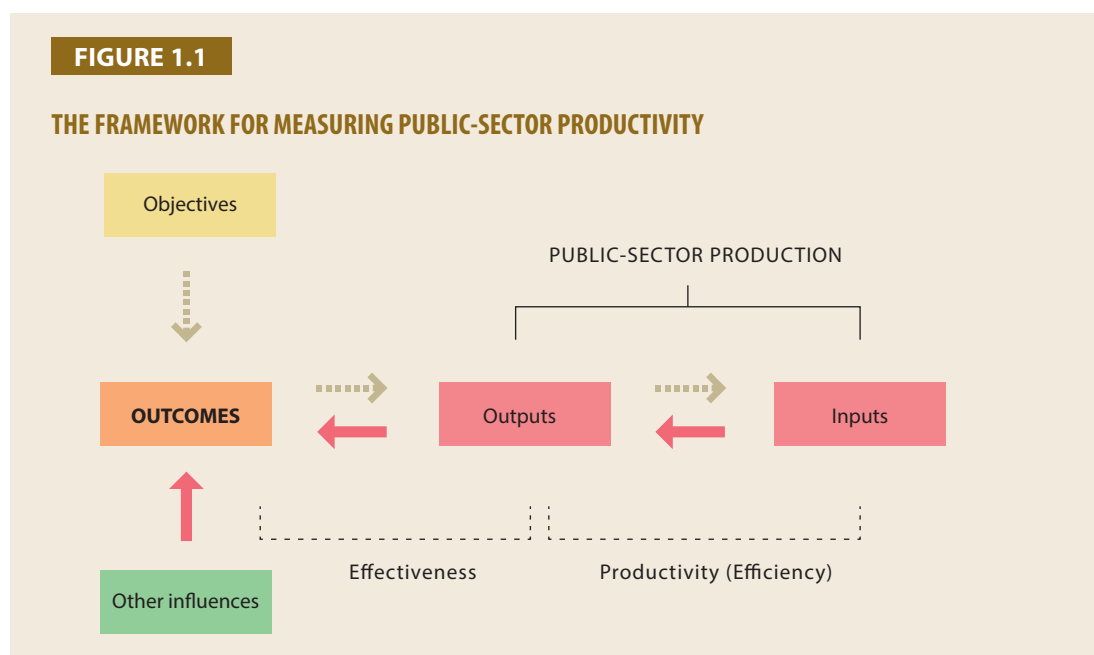 FIGURE 1.1
THE FRAMEWORK FOR MEASURING PUBLIC-SECTOR PRODUCTIVITY
Objectives
PUBLIC-SECTOR PRODUCTION
OUTCOMES
Outputs
Inputs
Effectiveness
Productivity (Efficiency)
Other influences